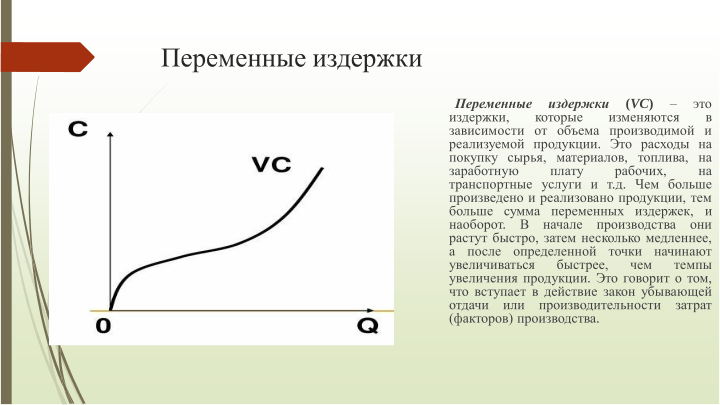 Переменные издержки
C
VC
0
Q
Переменные издержки (VC) – это
издержки, которые изменяются в
зависимости от объема производимой и
реализуемой продукции. Это расходы на
покупку сырья, материалов, топлива, на
заработную плату рабочих, на
транспортные услуги и т.д. Чем больше
произведено и реализовано продукции, тем
больше сумма переменных издержек, и
наоборот. В начале производства они
растут быстро, затем несколько медленнее,
а после определенной точки начинают
увеличиваться быстрее, чем темпы
увеличения продукции. Это говорит о том,
что вступает в действие закон убывающей
отдачи или производительности затрат
(факторов) производства.